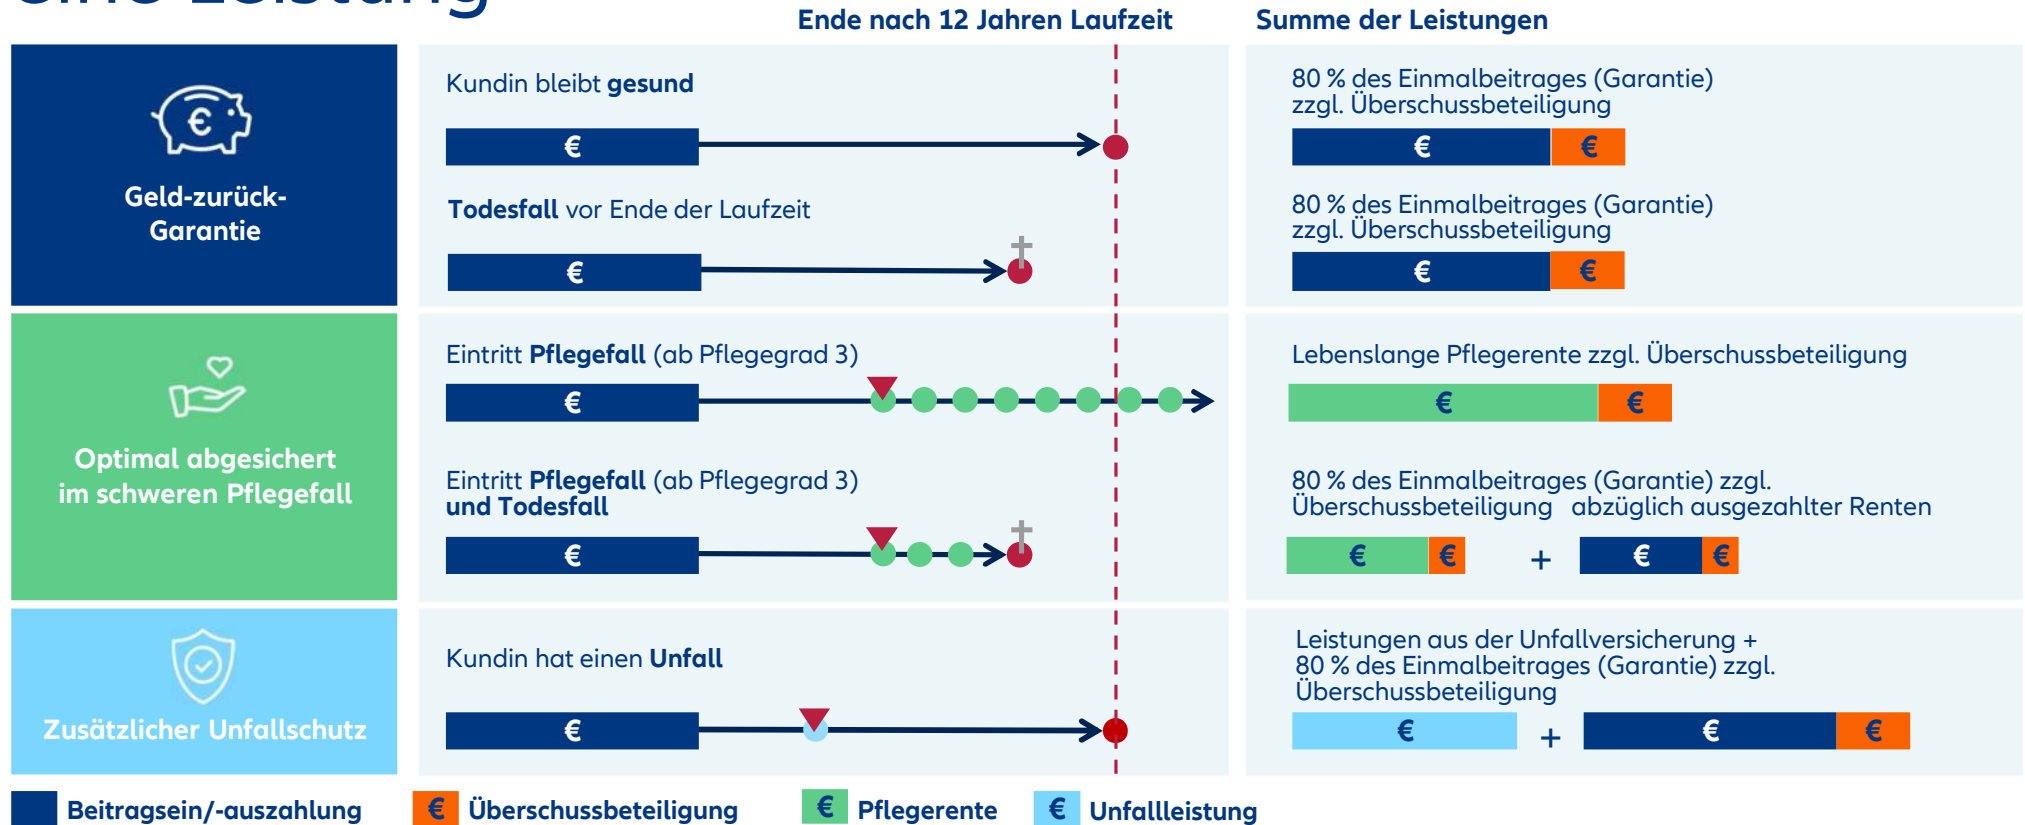 eine Leistung
Ende nach 12 Jahren Laufzeit
Summe der Leistungen
Geld-zurück-
Garantie
Kundin bleibt gesund
€
80 % des Einmalbeitrages (Garantie)
zzgl. Überschussbeteiligung
€ €
Todesfall vor Ende der Laufzeit
€
80 % des Einmalbeitrages (Garantie)
zzgl. Überschussbeteiligung
€ €
Optimal abgesichert
im schweren Pflegefall
Eintritt Pflegefall (ab Pflegegrad 3)
€
Lebenslange Pflegerente zzgl. Überschussbeteiligung
€ €
Eintritt Pflegefall (ab Pflegegrad 3)
und Todesfall
€
80 % des Einmalbeitrages (Garantie) zzgl.
Überschussbeteiligung abzüglich ausgezahlter Renten
€ € + € €
Zusätzlicher Unfallschutz
Kundin hat einen Unfall
€
Leistungen aus der Unfallversicherung +
80 % des Einmalbeitrages (Garantie) zzgl.
Überschussbeteiligung
€ + € €
Beitragsein/-auszahlung
€ Überschussbeteiligung
€ Pflegerente
€ Unfallleistung